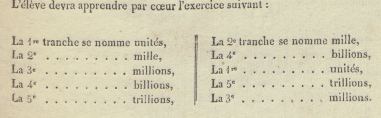 L'élève devra apprendre par cœur l'exercice suivant :
La 1re tranche se nomme unités,
La 2e . . . . . . . . . mille,
La 3e . . . . . . . . . millions,
La 4e . . . . . . . . . billions,
La 5e . . . . . . . . . trillions,
La 2e tranche se nomme mille,
La 4e . . . . . . . . . billions,
La 1re . . . . . . . . . unités,
La 5e . . . . . . . . . trillions,
La 3e . . . . . . . . . millions.